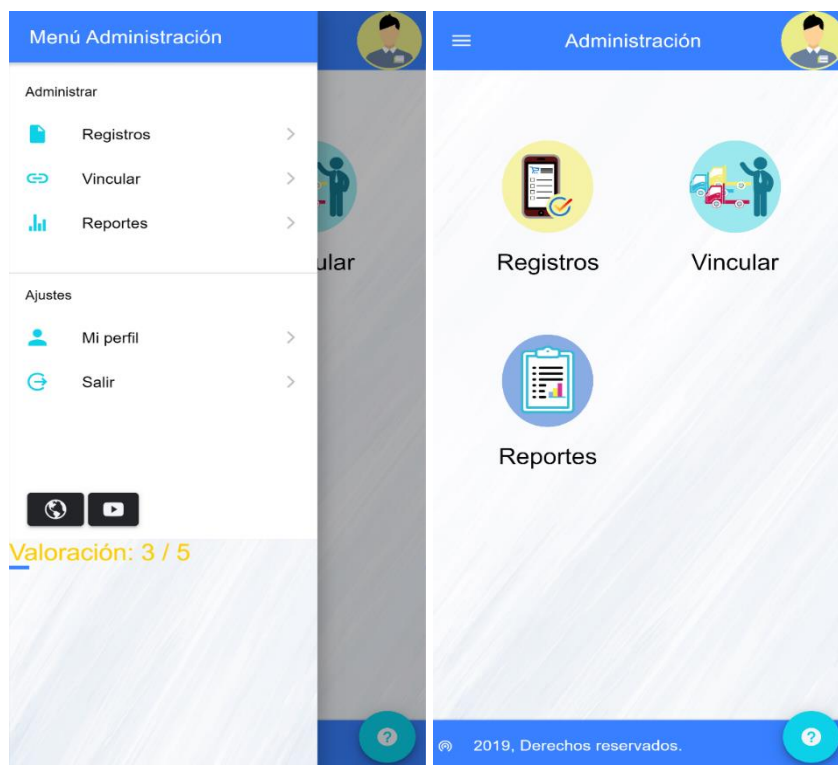 Menú Administración
Administrar
Registros
Vincular
Reportes
Ajustes
Mi perfil
Salir
Valoración: 3 / 5
ular
Administración
Registros
Vincular
Reportes
2019, Derechos reservados.
?
?